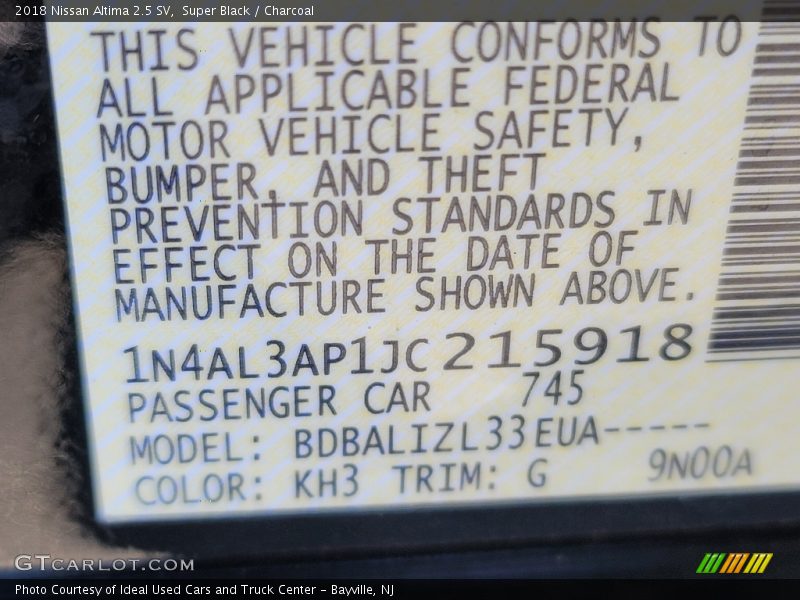 2018 Nissan Altima 2.5 SV,  Super Black / Charcoal
THIS VEHICLE CONFORMS TO
ALL APPLICABLE FEDERAL
MOTOR VEHICLE SAFETY,
BUMPER, AND THEFT
PREVENTION STANDARDS IN
EFFECT ON THE DATE OF
MANUFACTURE SHOWN ABOVE.
1N4AL3AP1JC215918
PASSENGER CAR 745
MODEL: BDBALIZL33EUA-----
COLOR: KH3 TRIM: G 9N00A
GTCARLOT.COM
Photo Courtesy of Ideal Used Cars and Truck Center - Bayville, NJ